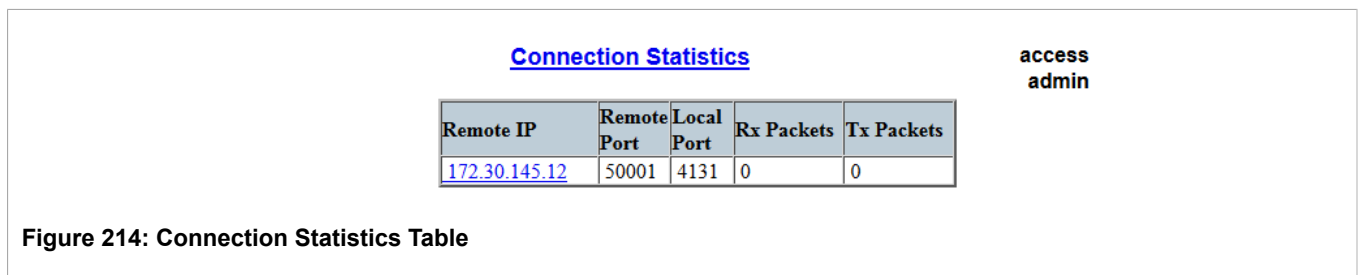 Connection Statistics
access
admin
Remote IP Remote Port Local Port Rx Packets Tx Packets
172.30.145.12 50001 4131 0 0
Figure 214: Connection Statistics Table